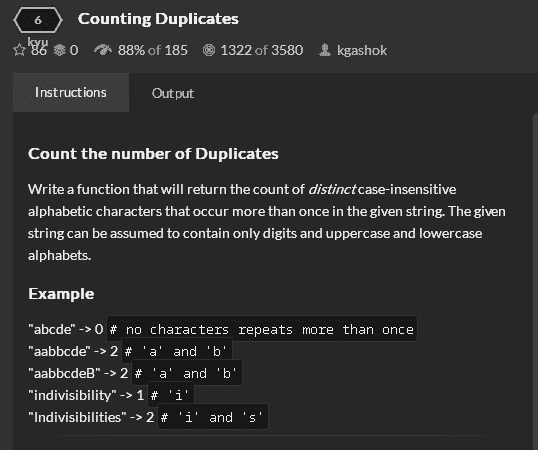 6 kyu
Counting Duplicates
86 0 88% of 185 1322 of 3580 kgashok
Instructions Output
Count the number of Duplicates
Write a function that will return the count of distinct case-insensitive
alphabetic characters that occur more than once in the given string. The given
string can be assumed to contain only digits and uppercase and lowercase
alphabets.
Example
"abcde" -> 0 # no characters repeats more than once
"aabbcde" -> 2 # 'a' and 'b'
"aabbcdeB" -> 2 # 'a' and 'b'
"indivisibility" -> 1 # 'i'
"Indivisibilities" -> 2 # 'i' and 's'